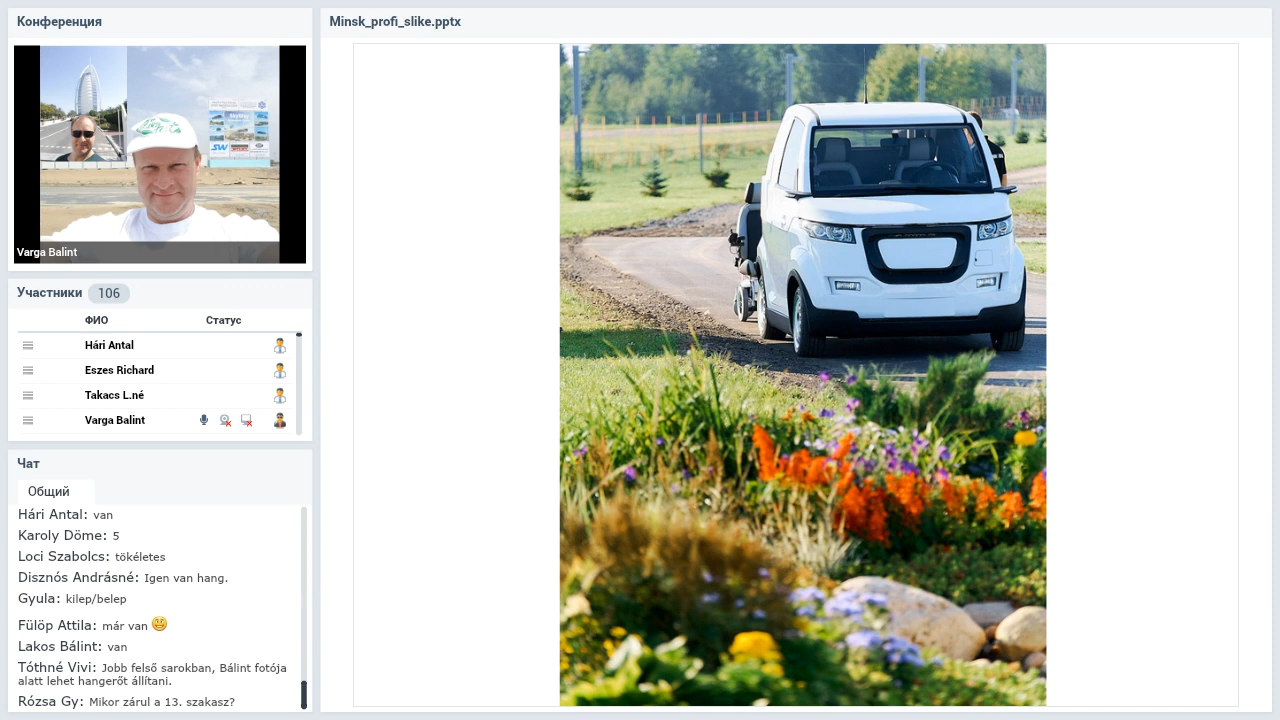 Конференция
Varga Balint
Участники 106
ФИО Статус
Hári Antal
Eszes Richard
Takacs L.né
Varga Balint
Чат
Общий
Hári Antal: van
Karoly Döme: 5
Loci Szabolcs: tökéletes
Disznós Andrásné: Igen van hang.
Gyula: kilep/belep
Fülöp Attila: már van
Lakos Bálint: van
Tóthné Vivi: Jobb felső sarokban, Bálint fotója
alatt lehet hangerőt állítani.
Rózsa Gy: Mikor zárul a 13. szakasz?
Minsk_profi_slike.pptx
SkyWay
SW